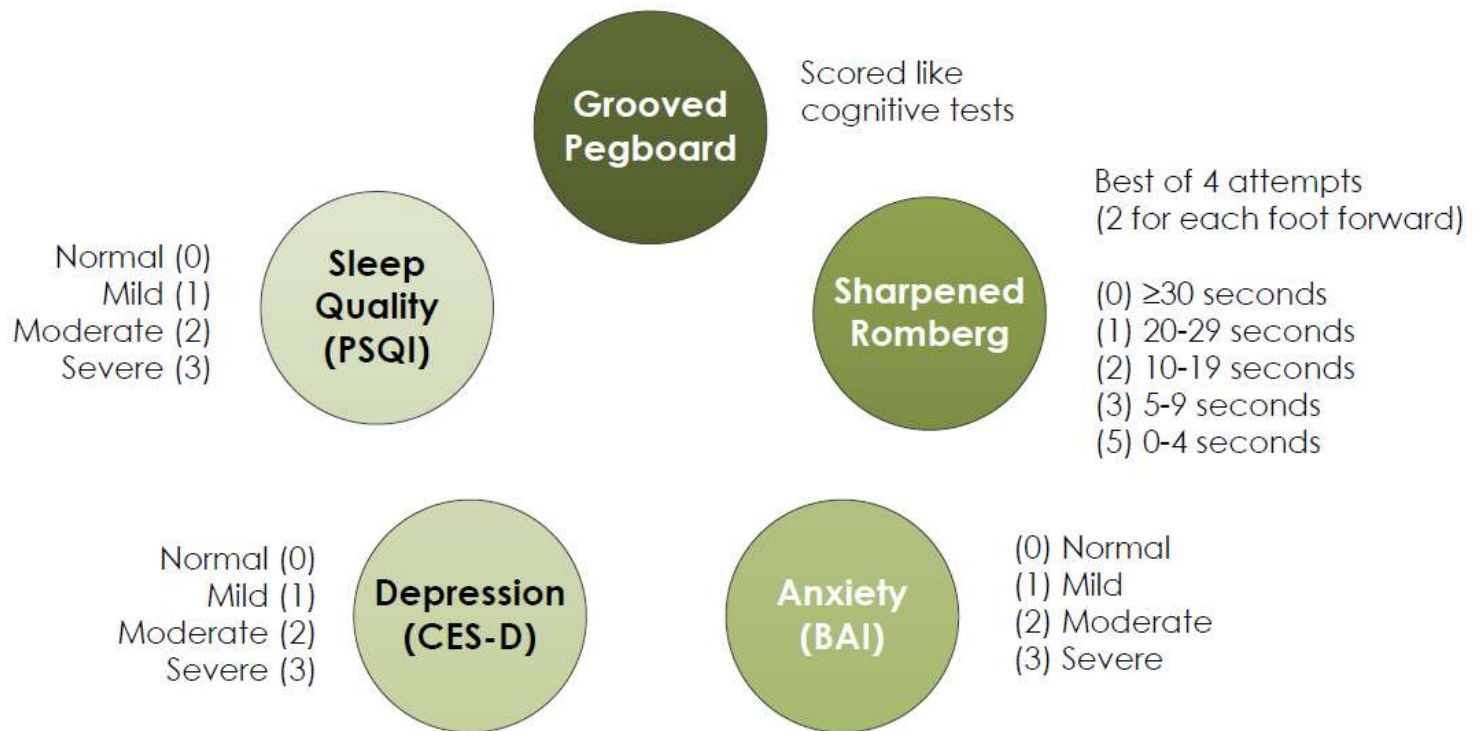 Grooved
Pegboard
Scored like
cognitive tests
Sharpened
Romberg
Best of 4 attempts
(2 for each foot forward)
(0) ≥30 seconds
(1) 20-29 seconds
(2) 10-19 seconds
(3) 5-9 seconds
(5) 0-4 seconds
Anxiety
(BAI)
(0) Normal
(1) Mild
(2) Moderate
(3) Severe
Depression
(CES-D)
Normal (0)
Mild (1)
Moderate (2)
Severe (3)
Sleep
Quality
(PSQI)
Normal (0)
Mild (1)
Moderate (2)
Severe (3)